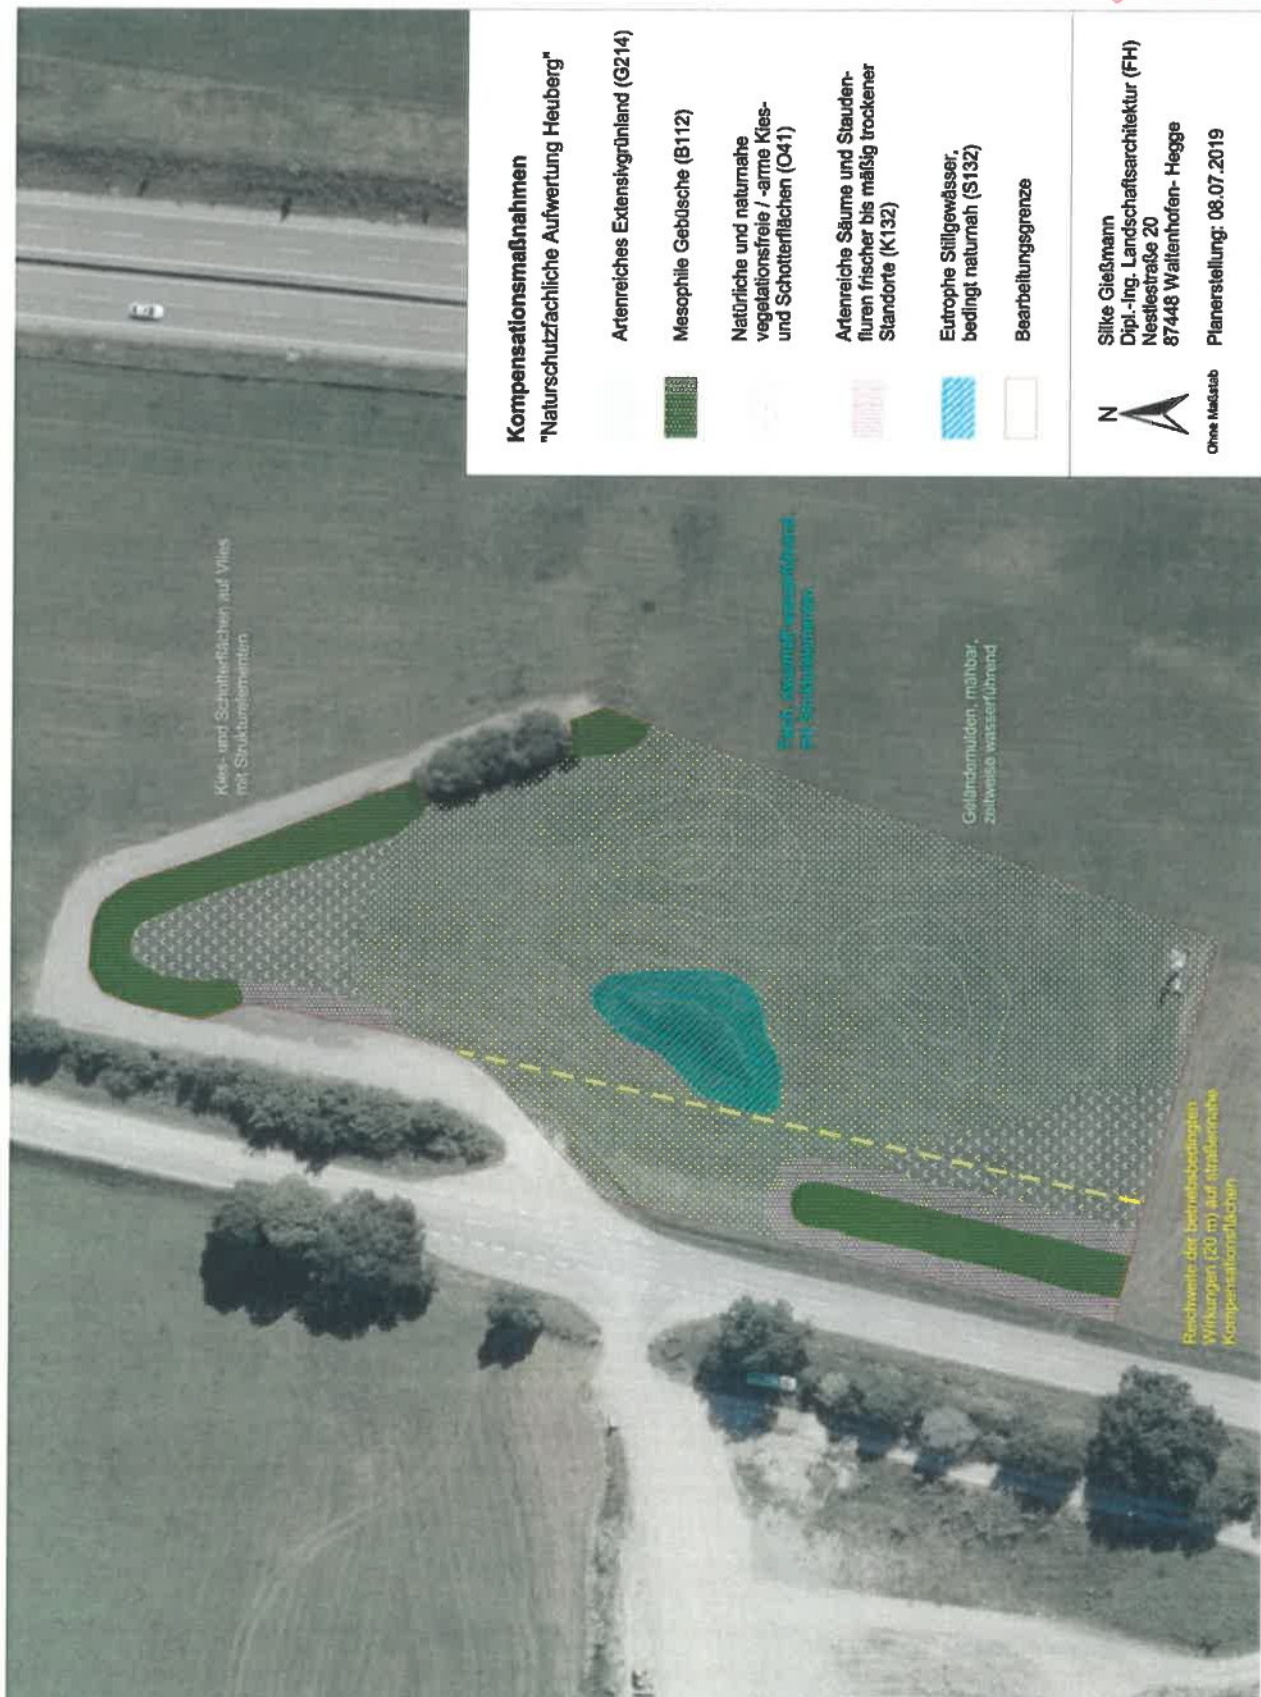 Kompensationsmaßnahmen
"Naturschutzfachliche Aufwertung Heuberg"
Artenreiches Extensivgrünland (G214)
Mesophile Gebüsche (B112)
Natürliche und naturnahe
vegetationsfreie / -arme Kies-
und Schotterflächen (O41)
Artenreiche Säume und Stauden-
fluren frischer bis mäßig trockener
Standorte (K132)
Eutrophe Stillgewässer,
bedingt naturnah (S132)
Bearbeitungsgrenze
N
Ohne Maßstab
Silke Gießmann
Dipl.-Ing. Landschaftsarchitektur (FH)
Nestlestraße 20
87448 Waltenhofen- Hegge
Planerstellung: 08.07.2019
Kies- und Schotterflächen auf Vlies
mit Strukturelementen
Geländemulden, mähbar,
zeitweise wasserführend
Reichweite der betriebsbedingten
Wirkungen (20 m) auf straßennahe
Kompensationsflächen